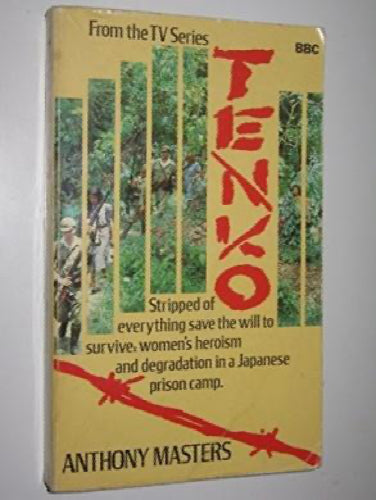 From the TV Series
BBC
TENKO
Stripped of
everything save the will to
survive, women's heroism
and degradation in a Japanese
prison camp.
ANTHONY MASTERS